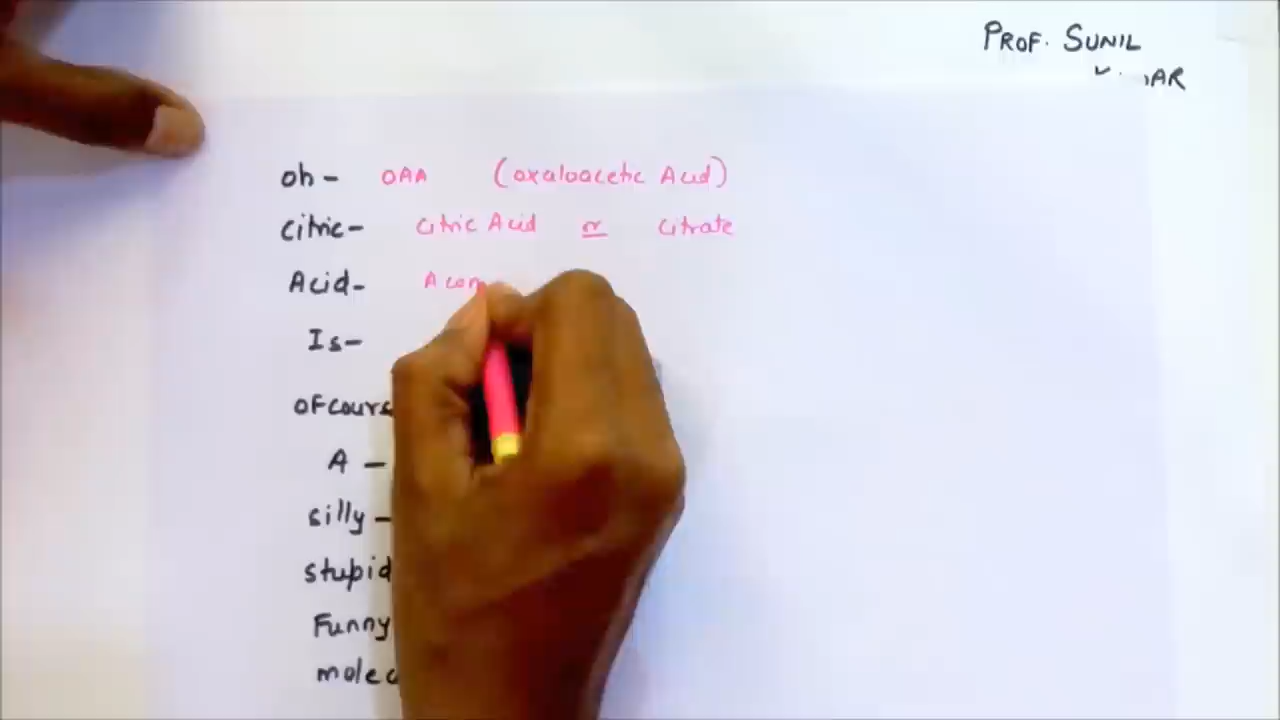 PROF. SUNIL
oh - OAA (oxaloacetic Acid)
citric- Citric Acid or Citrate
Acid- Acon
Is-
OFcours
A -
silly -
stupid
Funny
molec